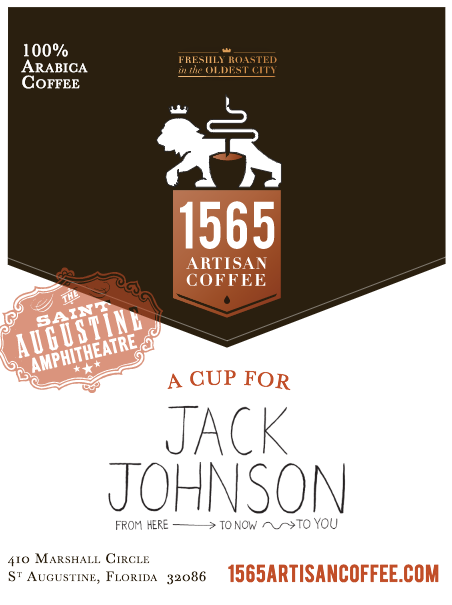 100%
ARABICA
COFFEE
FRESHLY ROASTED
in the OLDEST CITY
1565
ARTISAN
COFFEE
THE
SAINT
AUGUSTINE
AMPHITHEATRE
A CUP FOR
JACK
JOHNSON
FROM HERE → TO NOW → TO YOU
410 MARSHALL CIRCLE
ST AUGUSTINE, FLORIDA 32086
1565ARTISANCOFFEE.COM